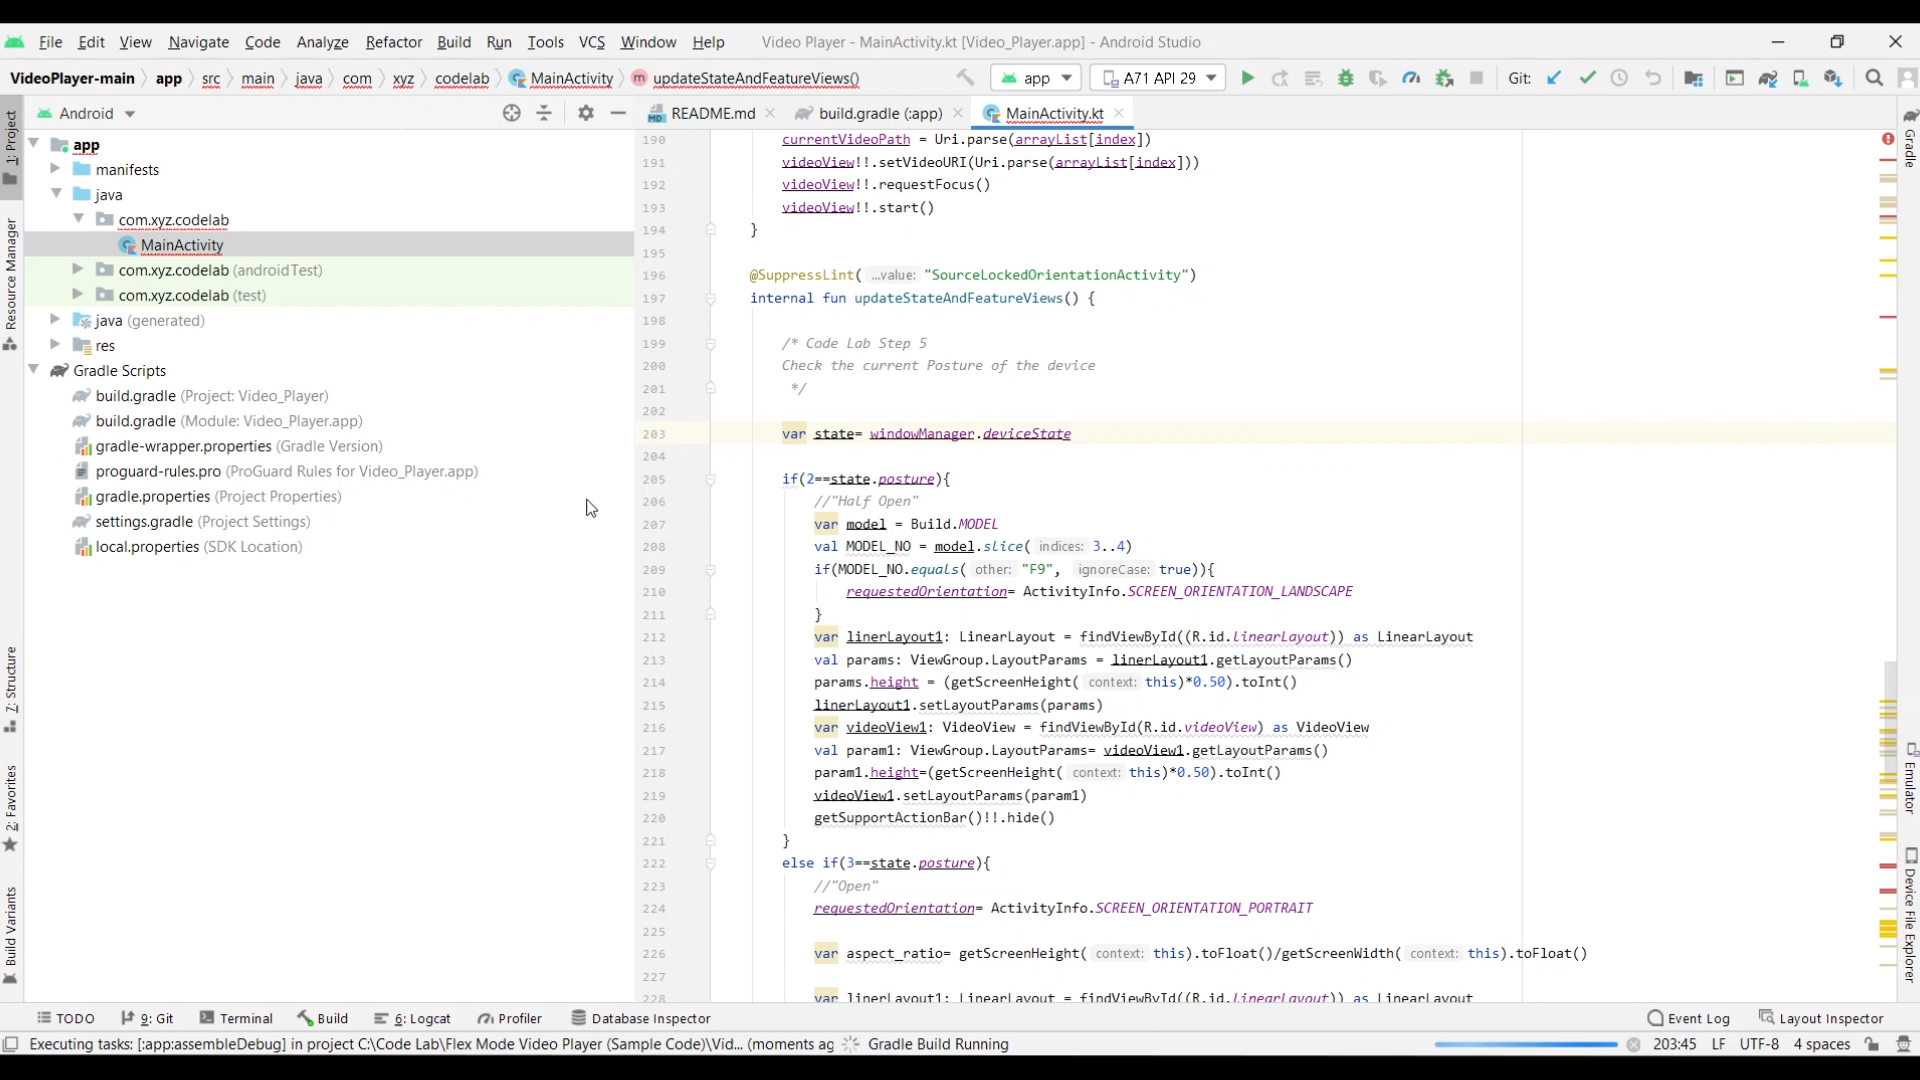 File Edit View Navigate Code Analyze Refactor Build Run Tools VCS Window Help Video Player - MainActivity.kt [Video_Player.app] - Android Studio
VideoPlayer-main app src main java com xyz codelab MainActivity updateStateAndFeatureViews() app A71 API 29 Git:
Android README.md build.gradle (:app) MainActivity.kt
1: Project
Resource Manager
Z: Structure
2: Favorites
Build Variants
app
manifests
java
com.xyz.codelab
MainActivity
com.xyz.codelab (androidTest)
com.xyz.codelab (test)
java (generated)
res
Gradle Scripts
build.gradle (Project: Video_Player)
build.gradle (Module: Video_Player.app)
gradle-wrapper.properties (Gradle Version)
proguard-rules.pro (ProGuard Rules for Video_Player.app)
gradle.properties (Project Properties)
settings.gradle (Project Settings)
local.properties (SDK Location)
190 currentVideoPath = Uri.parse(arrayList[index])
191 videoView!!.setVideoURI(Uri.parse(arrayList[index]))
192 videoView!!.requestFocus()
193 videoView!!.start()
194 }
195
196 @SuppressLint( …value: "SourceLockedOrientationActivity")
197 internal fun updateStateAndFeatureViews() {
198
199 /* Code Lab Step 5
200 Check the current Posture of the device
201 */
202
203 var state= windowManager.deviceState
204
205 if(2==state.posture){
206 //"Half Open"
207 var model = Build.MODEL
208 val MODEL_NO = model.slice( indices: 3..4)
209 if(MODEL_NO.equals( other: "F9", ignoreCase: true)){
210 requestedOrientation= ActivityInfo.SCREEN_ORIENTATION_LANDSCAPE
211 }
212 var linerLayout1: LinearLayout = findViewById((R.id.linearLayout)) as LinearLayout
213 val params: ViewGroup.LayoutParams = linerLayout1.getLayoutParams()
214 params.height = (getScreenHeight( context: this)*0.50).toInt()
215 linerLayout1.setLayoutParams(params)
216 var videoView1: VideoView = findViewById(R.id.videoView) as VideoView
217 val param1: ViewGroup.LayoutParams= videoView1.getLayoutParams()
218 param1.height=(getScreenHeight( context: this)*0.50).toInt()
219 videoView1.setLayoutParams(param1)
220 getSupportActionBar()!!.hide()
221 }
222 else if(3==state.posture){
223 //"Open"
224 requestedOrientation= ActivityInfo.SCREEN_ORIENTATION_PORTRAIT
225
226 var aspect_ratio= getScreenHeight( context: this).toFloat()/getScreenWidth( context: this).toFloat()
227
228 var linerLayout1: LinearLayout = findViewById((R.id.linearLayout)) as LinearLayout
Gradle
Emulator
Device File Explorer
TODO 9: Git Terminal Build 6: Logcat Profiler Database Inspector Event Log Layout Inspector
Executing tasks: [:app:assembleDebug] in project C:\Code Lab\Flex Mode Video Player (Sample Code)\Vid... (moments ag Gradle Build Running 203:45 LF UTF-8 4 spaces